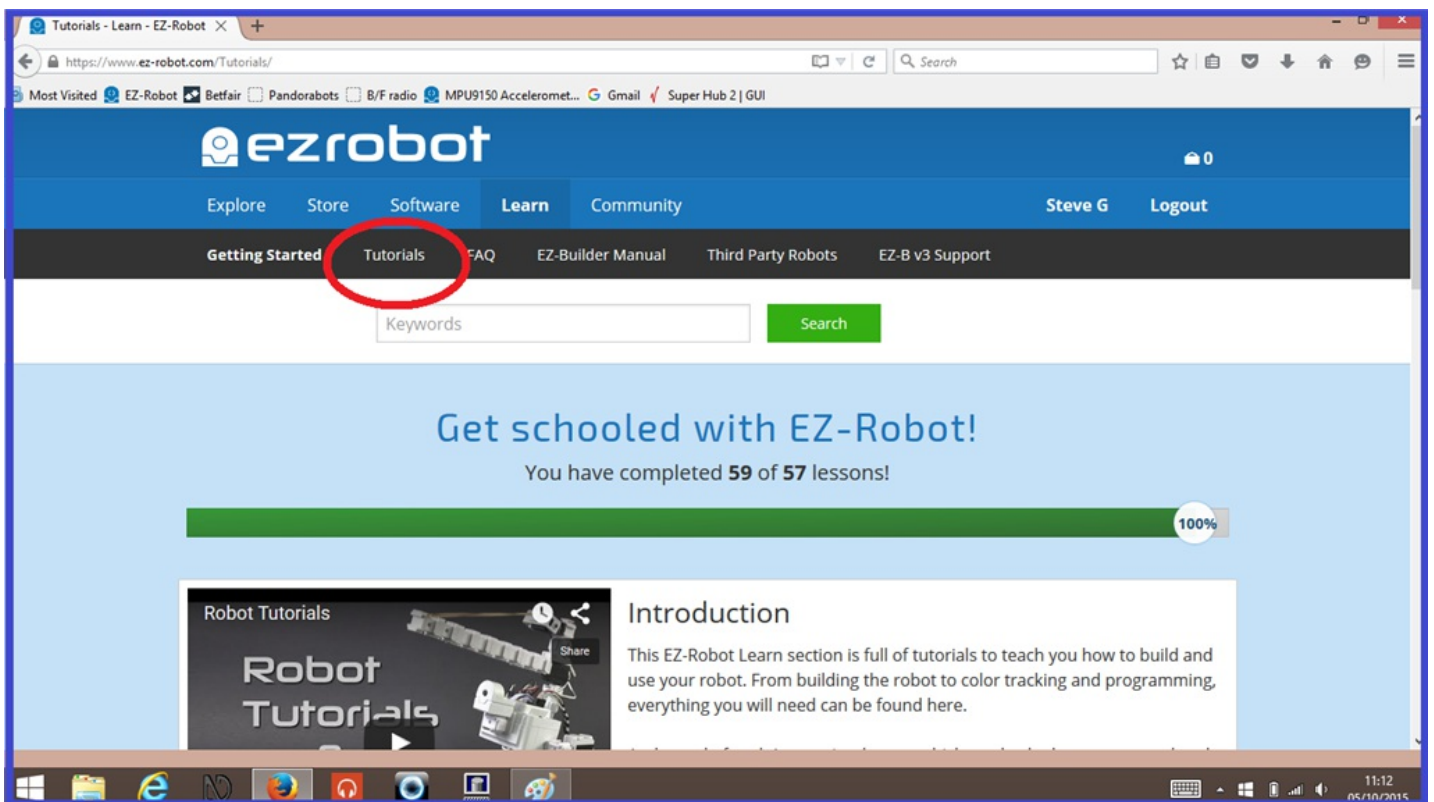 Tutorials - Learn - EZ-Robot
https://www.ez-robot.com/Tutorials/
Search
Most Visited EZ-Robot Betfair Pandorabots B/F radio MPU9150 Acceleromet... Gmail Super Hub 2 | GUI
ezrobot
0
Explore Store Software Learn Community Steve G Logout
Getting Started Tutorials FAQ EZ-Builder Manual Third Party Robots EZ-B v3 Support
Keywords Search
Get schooled with EZ-Robot!
You have completed 59 of 57 lessons!
100%
Robot Tutorials
Share
Robot
Tutorials
Introduction
This EZ-Robot Learn section is full of tutorials to teach you how to build and
use your robot. From building the robot to color tracking and programming,
everything you will need can be found here.
11:12
05/10/2015